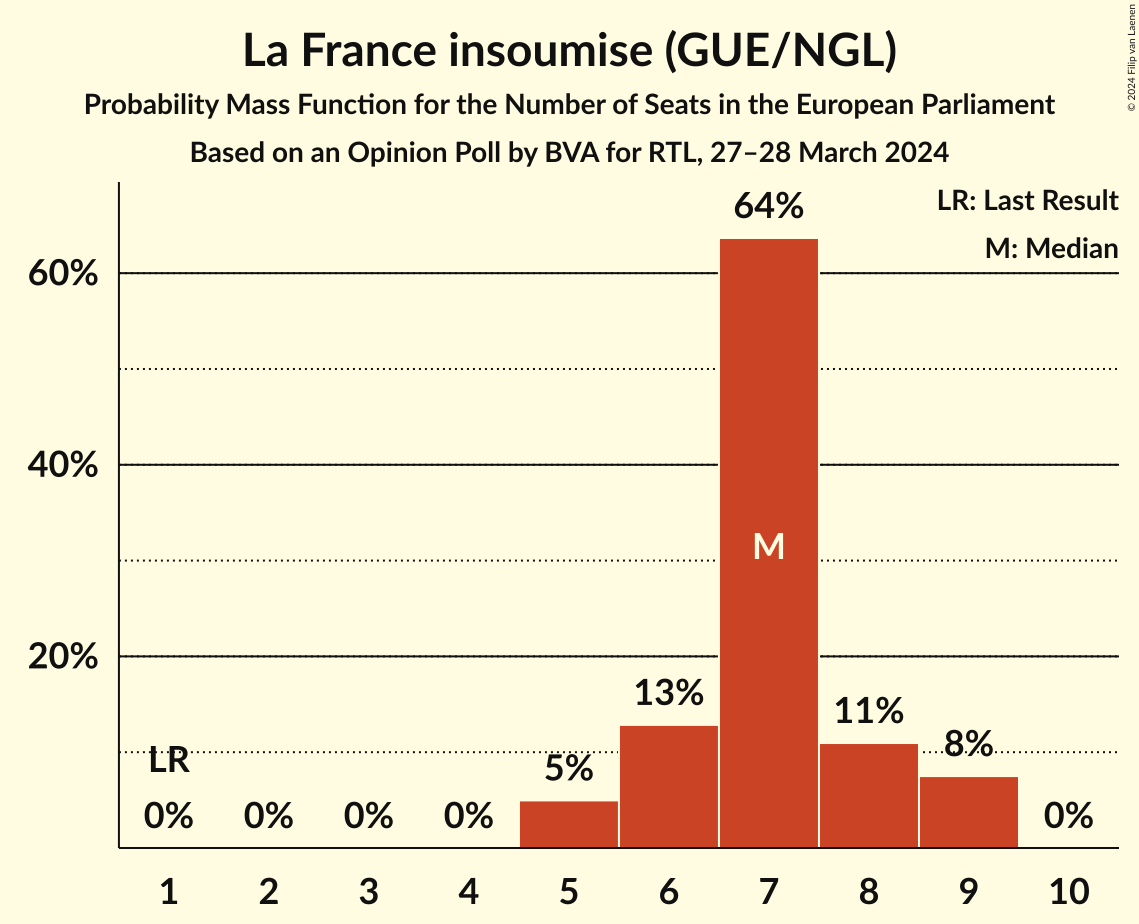 La France insoumise (GUE/NGL)
Probability Mass Function for the Number of Seats in the European Parliament
Based on an Opinion Poll by BVA for RTL, 27–28 March 2024
© 2024 Filip van Laenen
LR: Last Result
M: Median
60%
40%
20%
LR
0%
0%
0%
0%
5%
13%
64%
M
11%
8%
0%
1 2 3 4 5 6 7 8 9 10